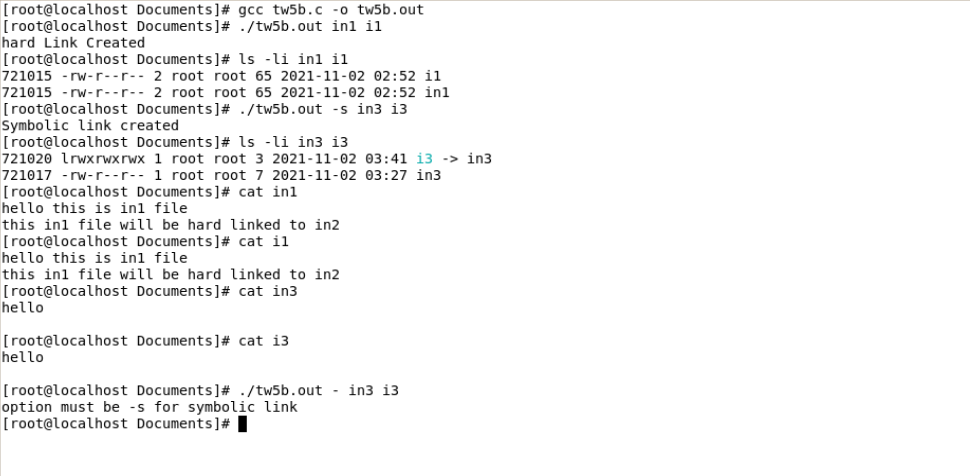 [root@localhost Documents]# gcc tw5b.c -o tw5b.out
[root@localhost Documents]# ./tw5b.out in1 i1
hard Link Created
[root@localhost Documents]# ls -li in1 i1
721015 -rw-r--r-- 2 root root 65 2021-11-02 02:52 i1
721015 -rw-r--r-- 2 root root 65 2021-11-02 02:52 in1
[root@localhost Documents]# ./tw5b.out -s in3 i3
Symbolic link created
[root@localhost Documents]# ls -li in3 i3
721020 lrwxrwxrwx 1 root root 3 2021-11-02 03:41 i3 -> in3
721017 -rw-r--r-- 1 root root 7 2021-11-02 03:27 in3
[root@localhost Documents]# cat in1
hello this is in1 file
this in1 file will be hard linked to in2
[root@localhost Documents]# cat i1
hello this is in1 file
this in1 file will be hard linked to in2
[root@localhost Documents]# cat in3
hello
[root@localhost Documents]# cat i3
hello
[root@localhost Documents]# ./tw5b.out - in3 i3
option must be -s for symbolic link
[root@localhost Documents]#